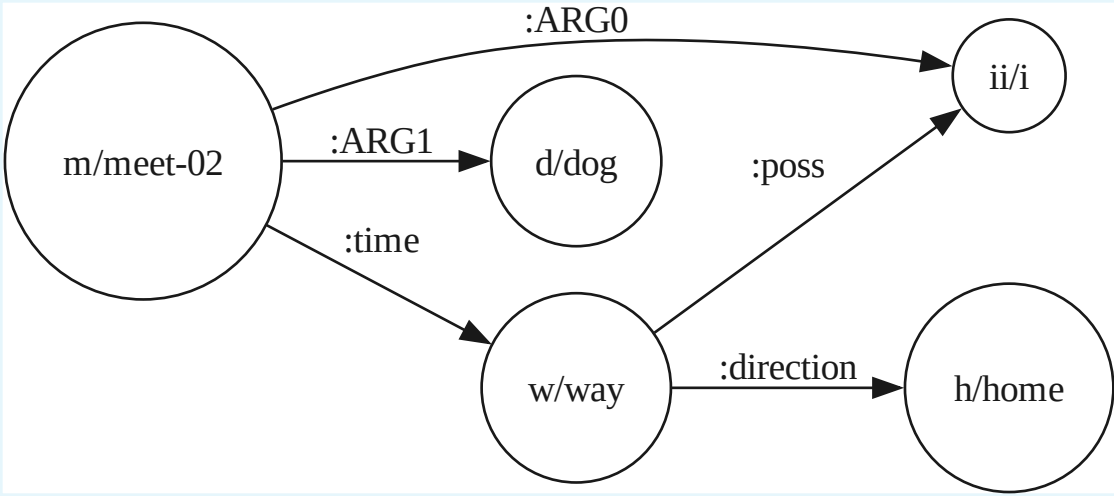 :ARG0
ii/i
:ARG1
m/meet-02
d/dog
:poss
:time
:direction
w/way
h/home